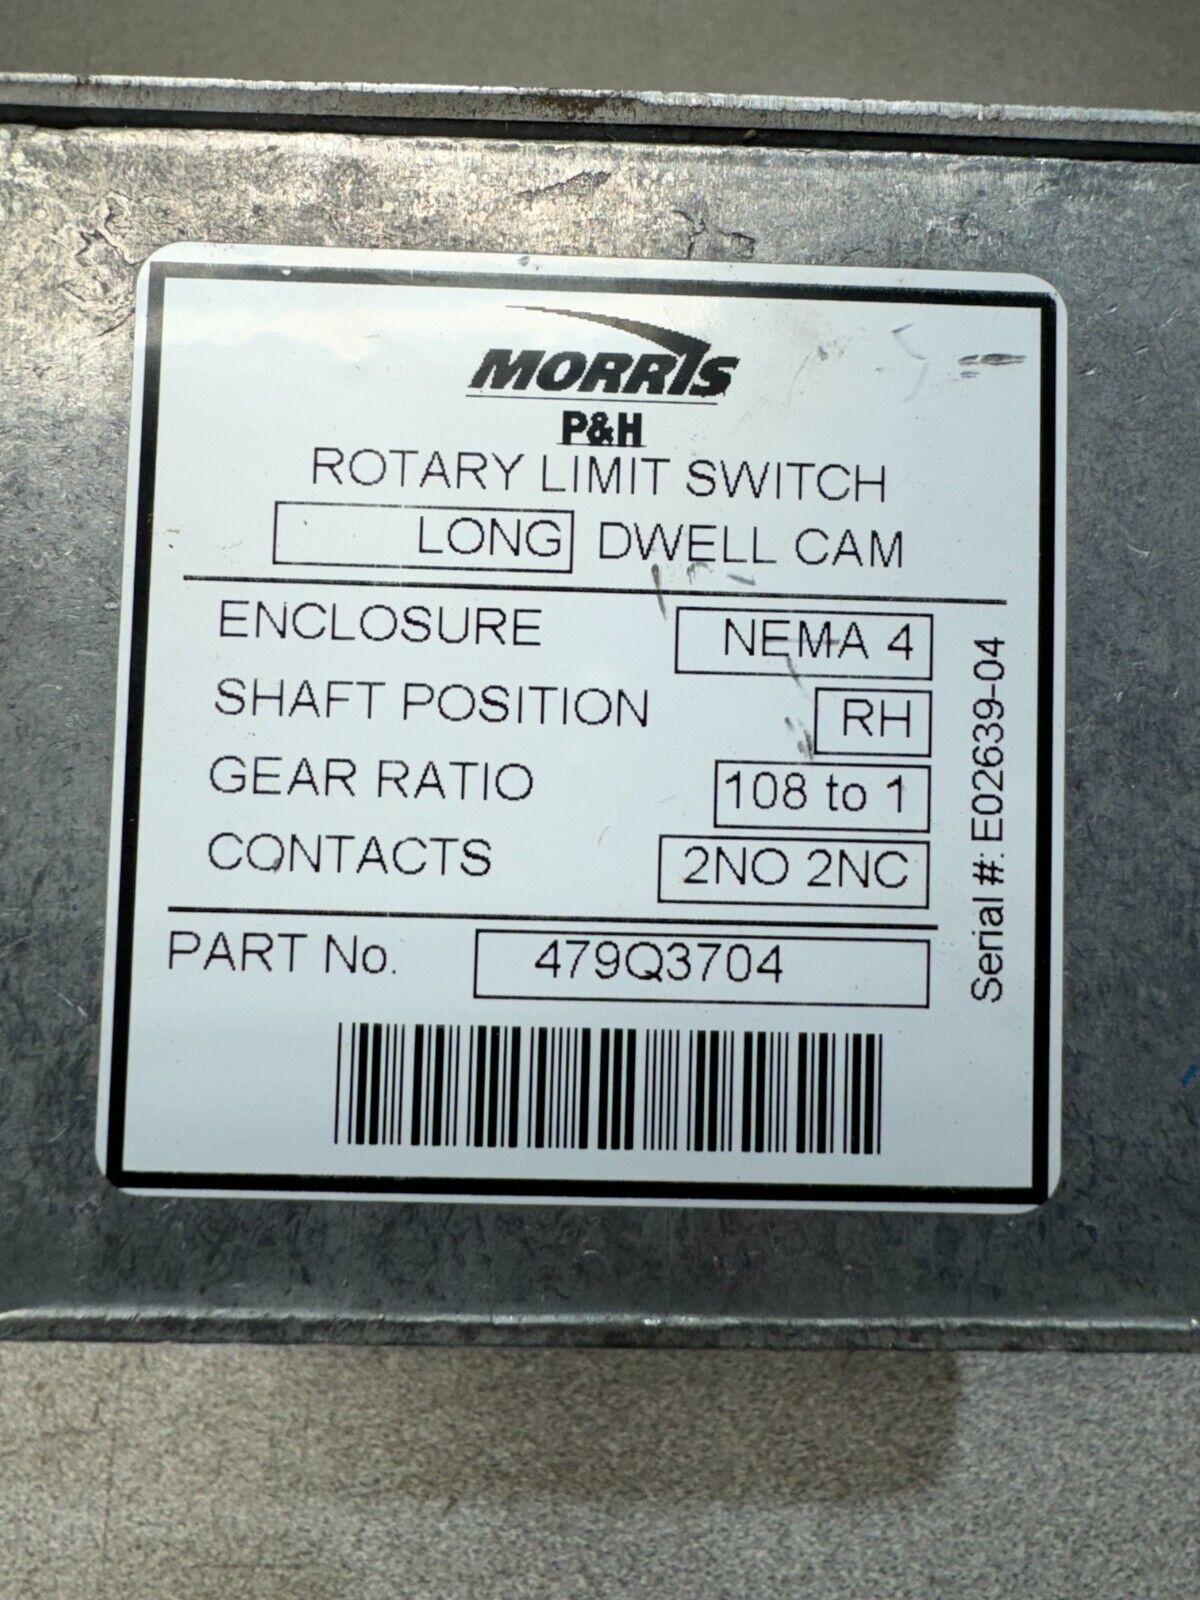 MORRIS
P&H
ROTARY LIMIT SWITCH
LONG DWELL CAM
ENCLOSURE NEMA 4
SHAFT POSITION RH
GEAR RATIO 108 to 1
CONTACTS 2NO 2NC
PART No. 479Q3704
Serial #: E02639-04